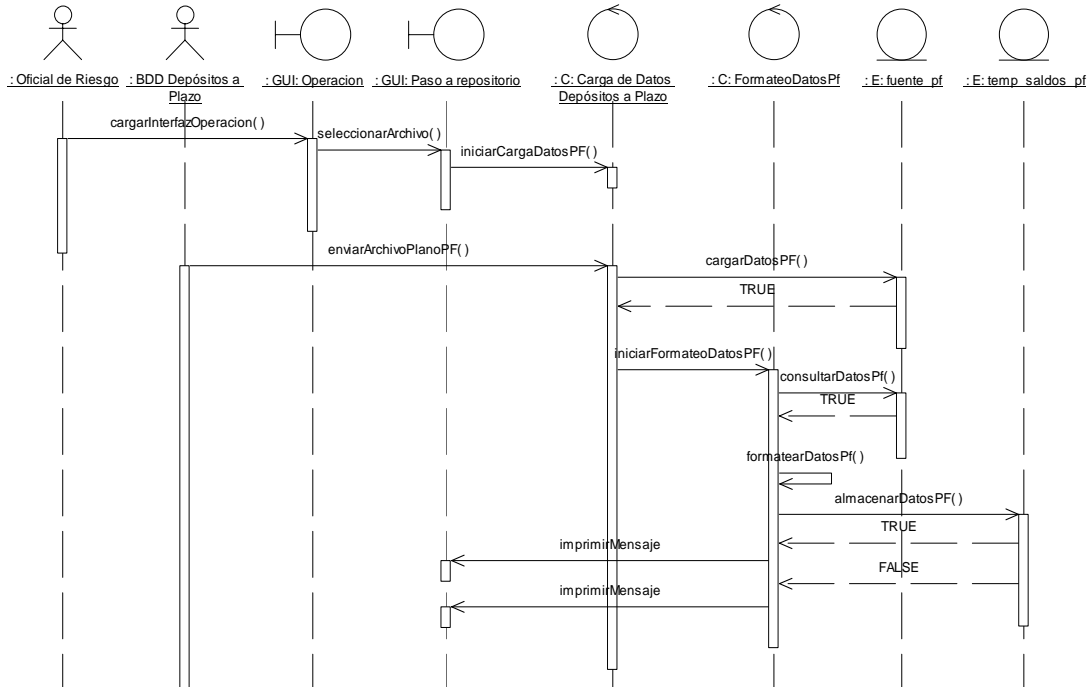 : Oficial de Riesgo
: BDD Depósitos a
Plazo
: GUI: Operacion
: GUI: Paso a repositorio
: C: Carga de Datos
Depósitos a Plazo
: C: FormateoDatosPf
: E: fuente_pf
: E: temp_saldos_pf
cargarInterfazOperacion( )
seleccionarArchivo( )
iniciarCargaDatosPF( )
enviarArchivoPlanoPF( )
cargarDatosPF( )
TRUE
iniciarFormateoDatosPF( )
consultarDatosPf( )
TRUE
formatearDatosPf( )
almacenarDatosPF( )
TRUE
imprimirMensaje
FALSE
imprimirMensaje